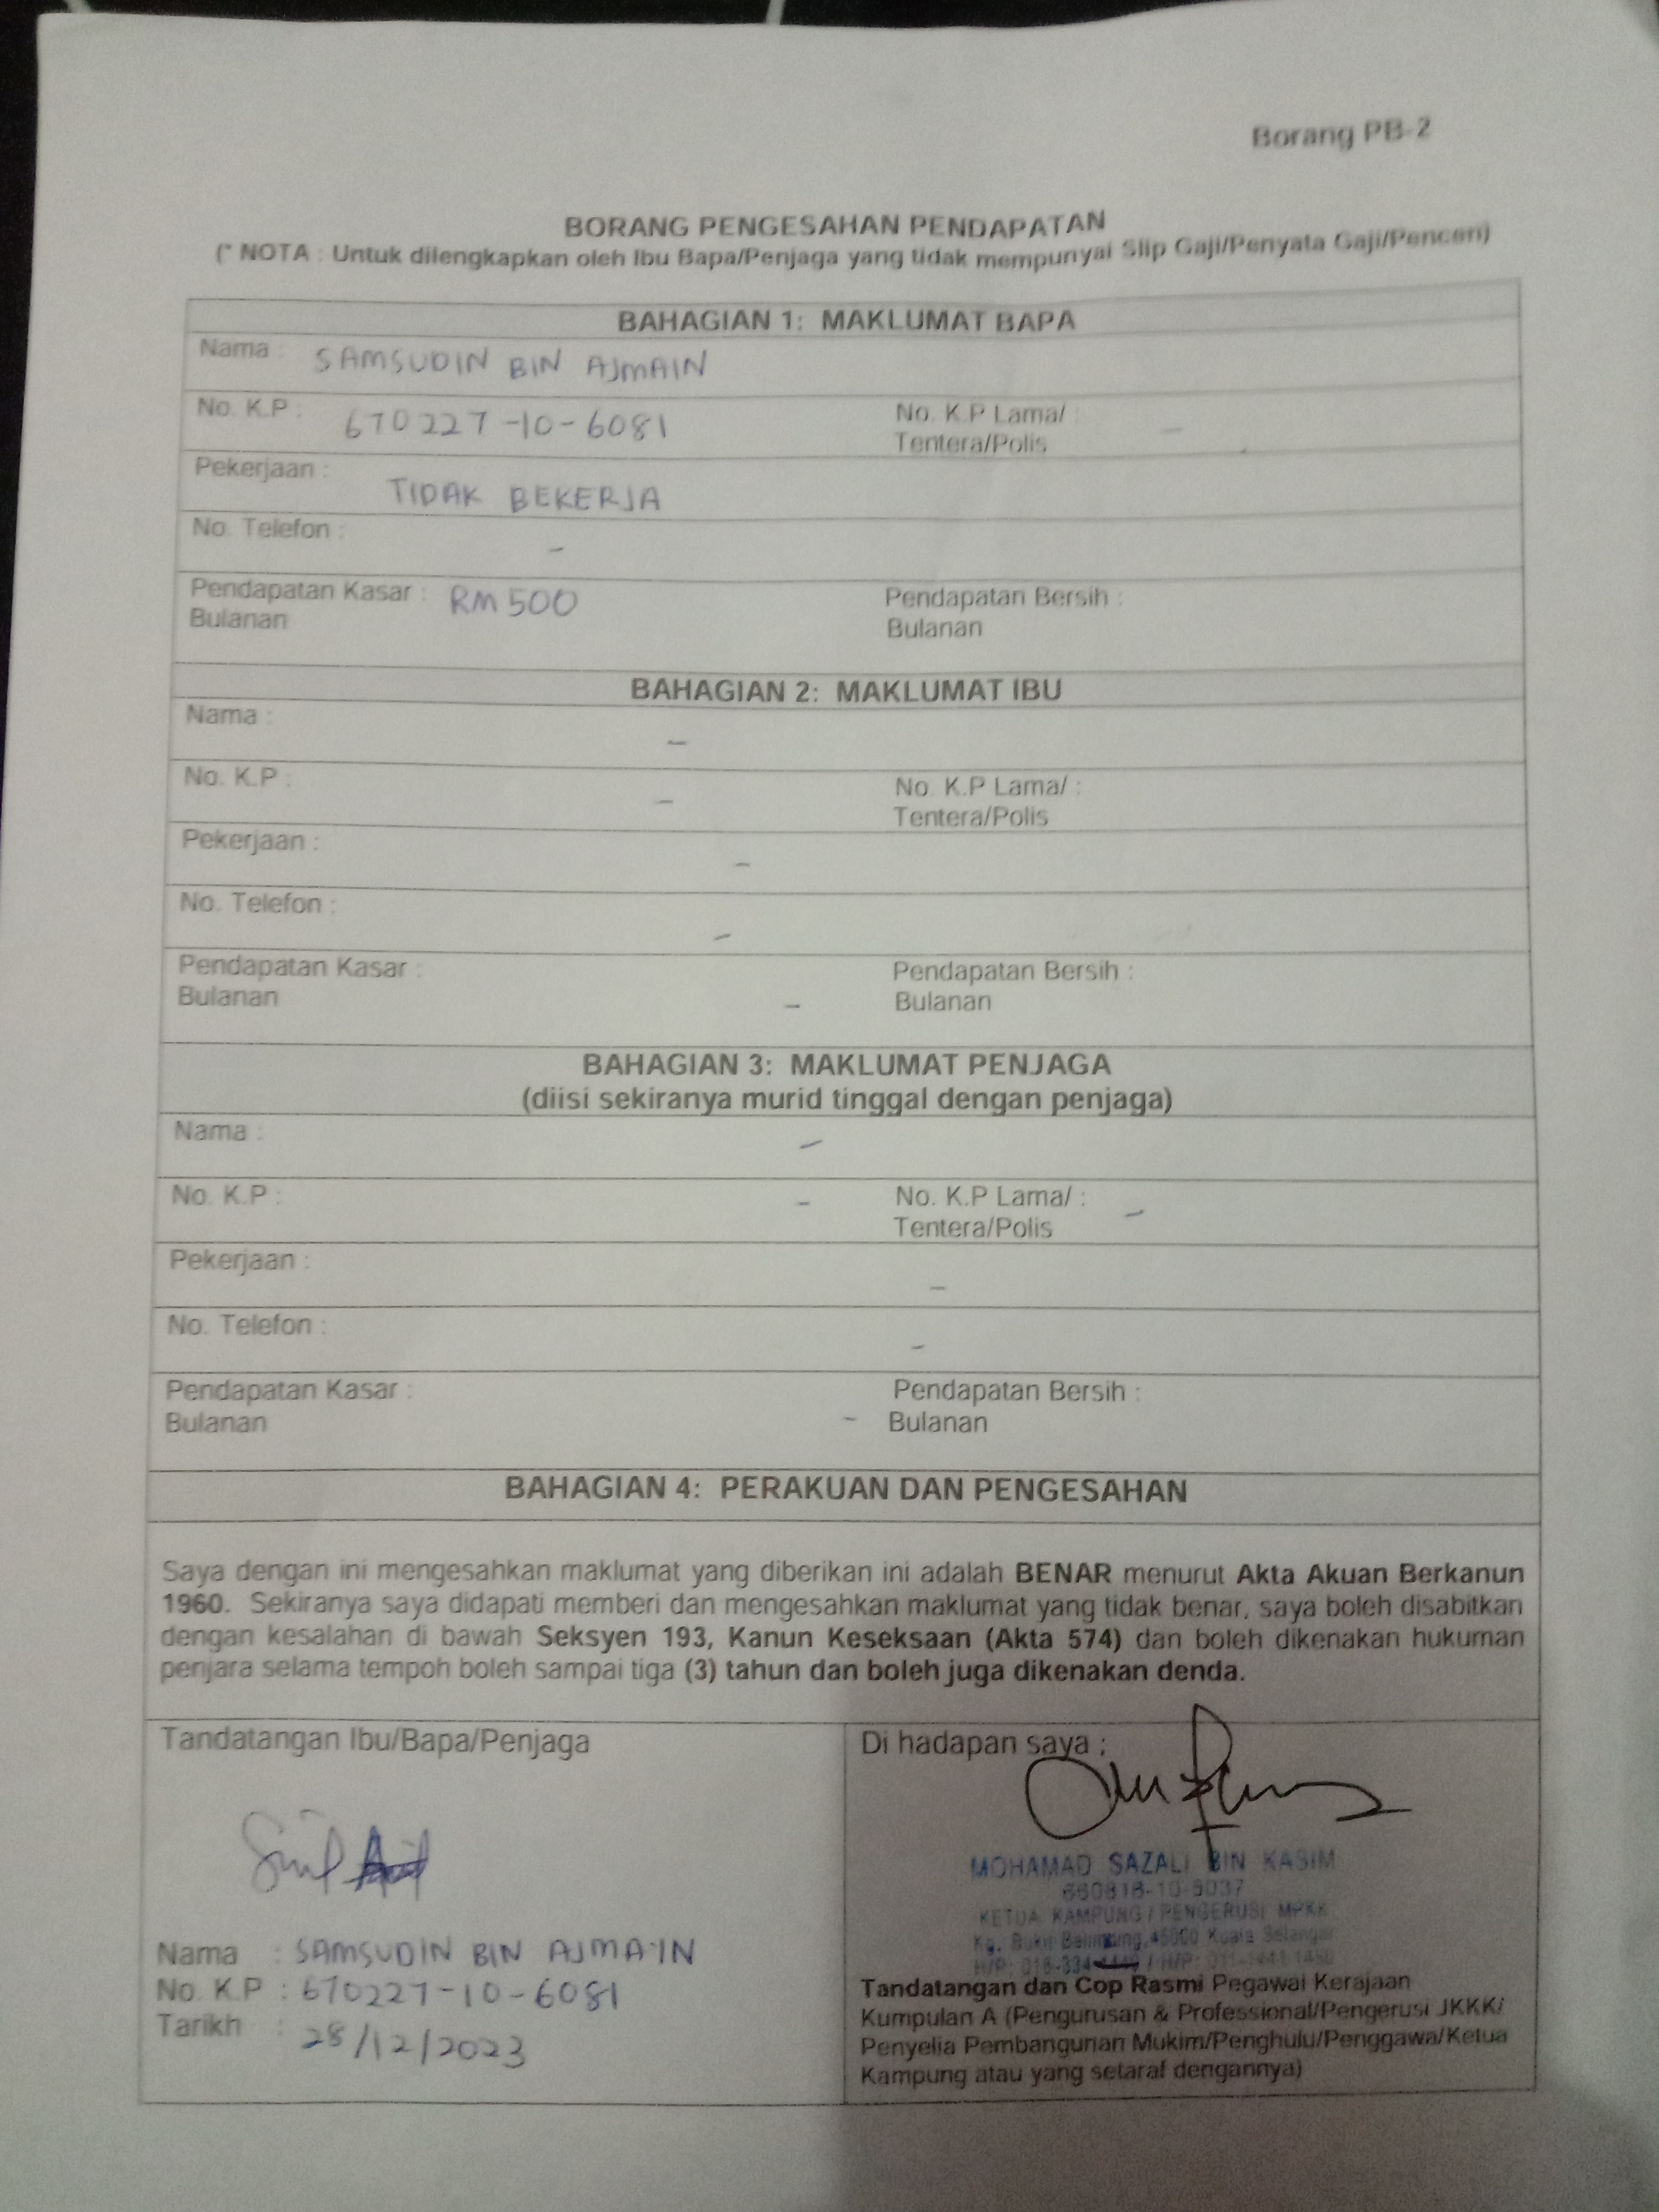 Borang PB-2
BORANG PENGESAHAN PENDAPATAN
(* NOTA : Untuk dilengkapkan oleh Ibu Bapa/Penjaga yang tidak mempunyai Slip Gaji/Penyata Gaji/Pencen)
BAHAGIAN 1: MAKLUMAT BAPA
Nama : SAMSUDIN BIN AJMAIN
No. K.P : 670227-10-6081 No. K.P Lama/ : -
Tentera/Polis
Pekerjaan : TIDAK BEKERJA
No. Telefon : -
Pendapatan Kasar : RM 500 Pendapatan Bersih :
Bulanan Bulanan
BAHAGIAN 2: MAKLUMAT IBU
Nama : -
No. K.P : - No. K.P Lama/ :
Tentera/Polis
Pekerjaan : -
No. Telefon : -
Pendapatan Kasar : Pendapatan Bersih :
Bulanan - Bulanan
BAHAGIAN 3: MAKLUMAT PENJAGA
(diisi sekiranya murid tinggal dengan penjaga)
Nama : -
No. K.P : - No. K.P Lama/ : -
Tentera/Polis
Pekerjaan : -
No. Telefon : -
Pendapatan Kasar : Pendapatan Bersih :
Bulanan - Bulanan
BAHAGIAN 4: PERAKUAN DAN PENGESAHAN
Saya dengan ini mengesahkan maklumat yang diberikan ini adalah BENAR menurut Akta Akuan Berkanun
1960. Sekiranya saya didapati memberi dan mengesahkan maklumat yang tidak benar, saya boleh disabitkan
dengan kesalahan di bawah Seksyen 193, Kanun Keseksaan (Akta 574) dan boleh dikenakan hukuman
penjara selama tempoh boleh sampai tiga (3) tahun dan boleh juga dikenakan denda.
Tandatangan Ibu/Bapa/Penjaga
Nama : SAMSUDIN BIN AJMAIN
No. K.P : 670227-10-6081
Tarikh : 28/12/2023
Di hadapan saya ;
MOHAMAD SAZALI BIN KASIM
KETUA KAMPUNG / PENGERUSI MPKK
Kg. Bukit Belimbing, 45000 Kuala Selangor
Tandatangan dan Cop Rasmi Pegawai Kerajaan
Kumpulan A (Pengurusan & Professional/Pengerusi JKKK/
Penyelia Pembangunan Mukim/Penghulu/Penggawa/Ketua
Kampung atau yang setaraf dengannya)